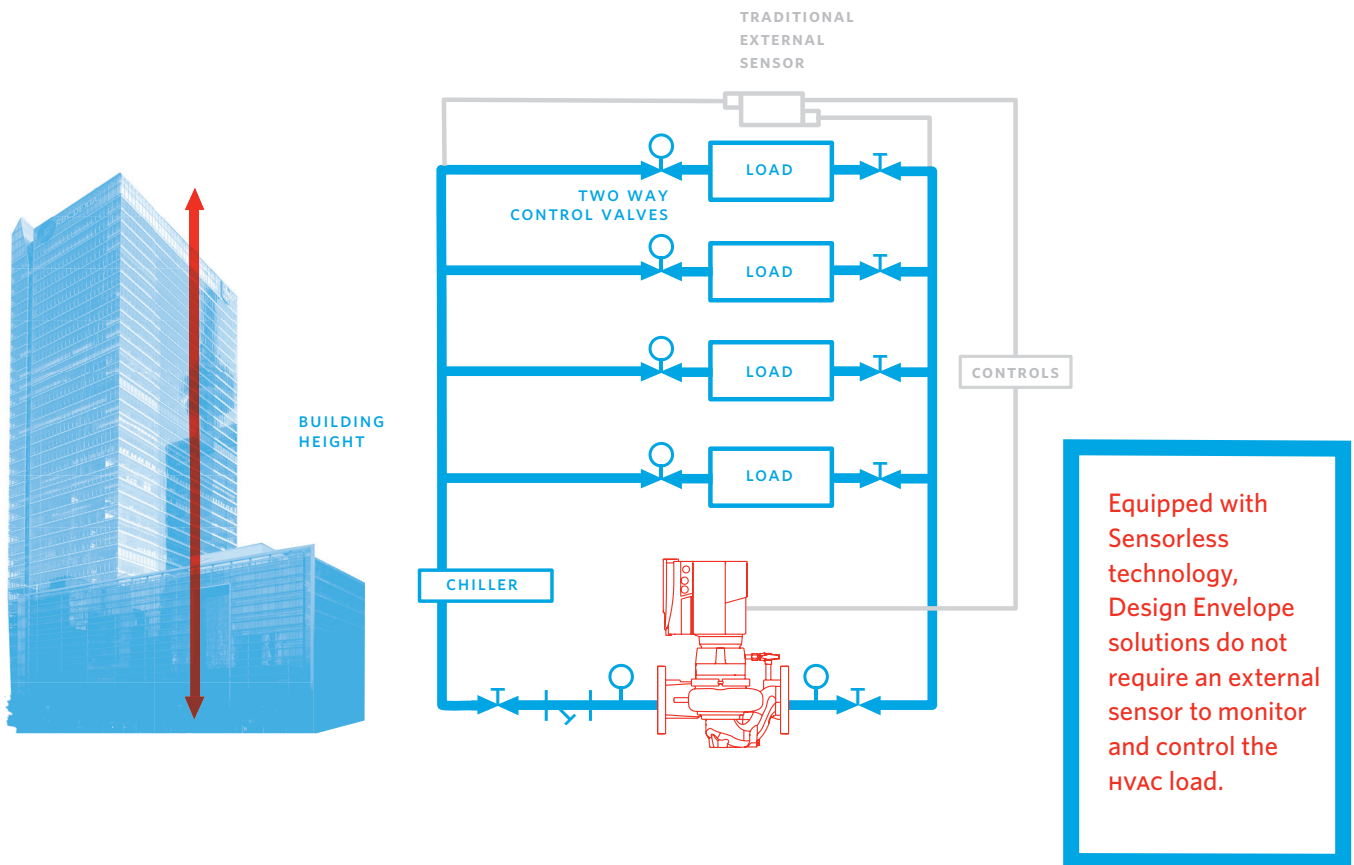 TRADITIONAL
EXTERNAL
SENSOR
LOAD
TWO WAY
CONTROL VALVES
LOAD
LOAD
CONTROLS
BUILDING
HEIGHT
LOAD
CHILLER
Equipped with
Sensorless
technology,
Design Envelope
solutions do not
require an external
sensor to monitor
and control the
HVAC load.